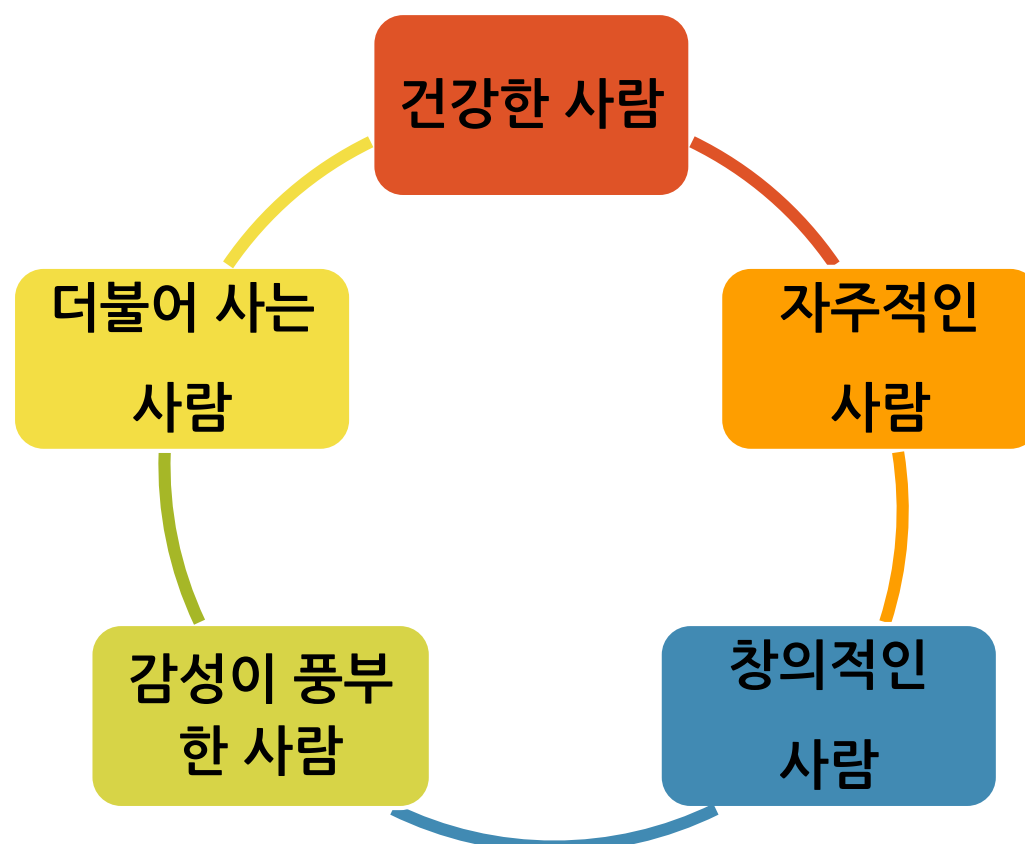 건강한 사람
자주적인
사람
창의적인
사람
감성이 풍부
한 사람
더불어 사는
사람